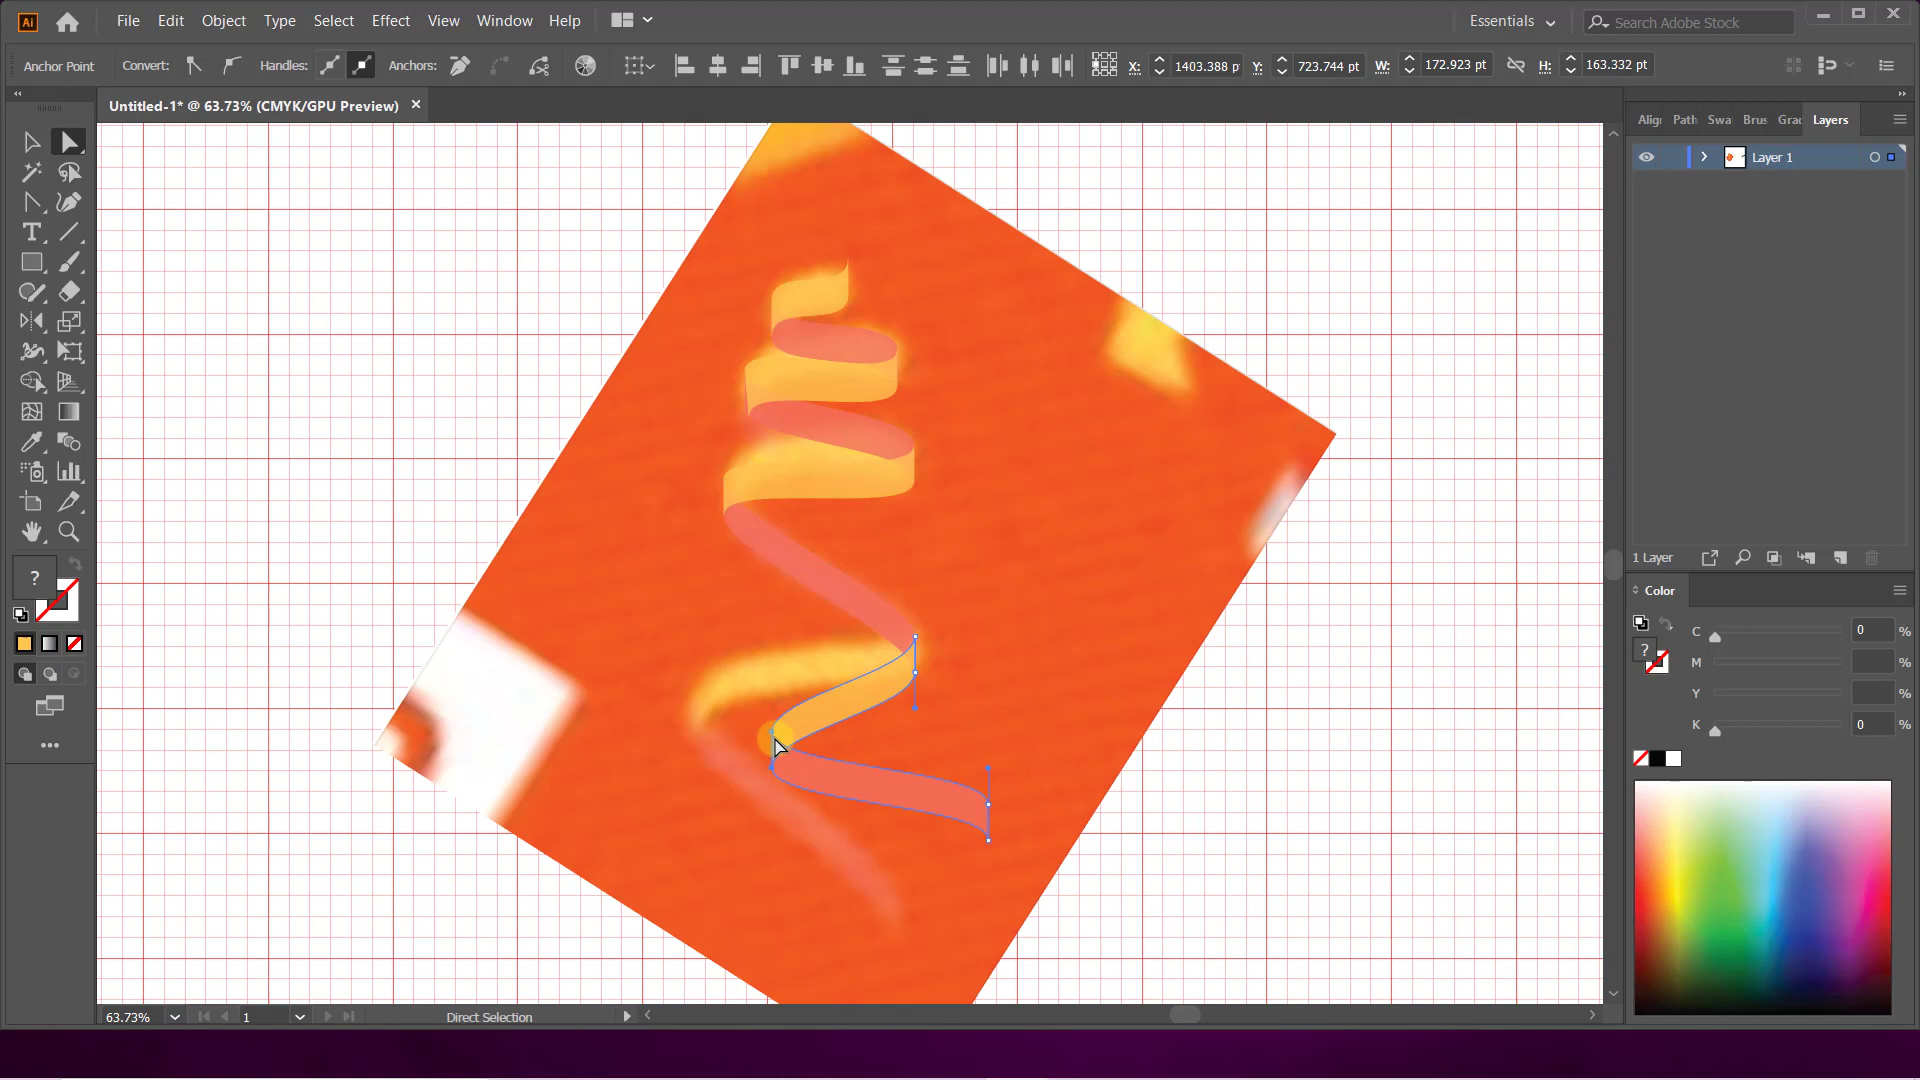 Ai File Edit Object Type Select Effect View Window Help Essentials Search Adobe Stock
Anchor Point Convert: Handles: Anchors: X: 1403.388 p Y: 723.744 pt W: 172.923 pt H: 163.332 pt
Untitled-1* @ 63.73% (CMYK/GPU Preview) ×
Alig Path Swa Brus Grad Layers
Layer 1
1 Layer
Color
C 0 %
M %
Y %
K 0 %
?
?
63.73% 1 Direct Selection